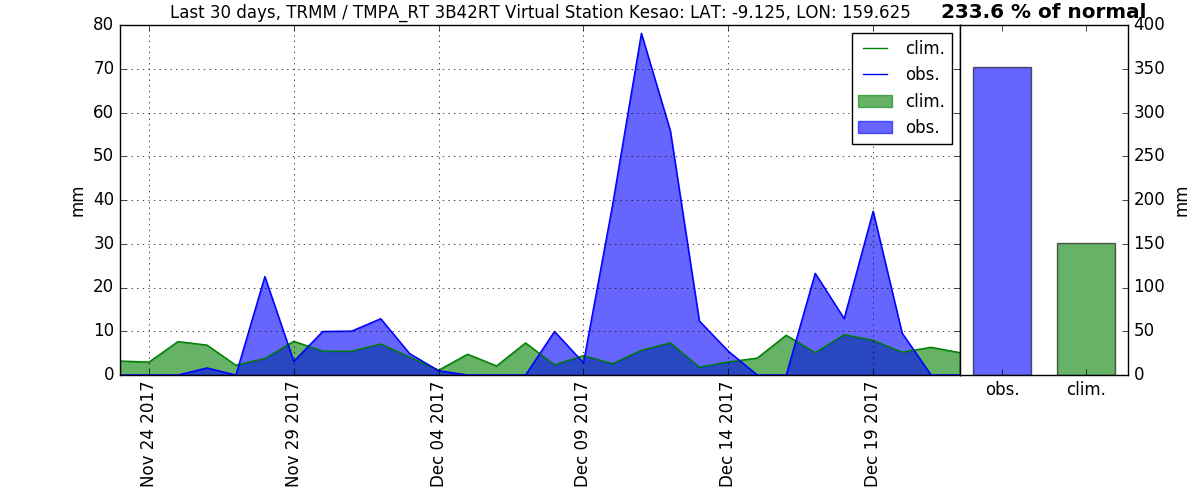 Last 30 days, TRMM / TMPA_RT 3B42RT Virtual Station Kesao: LAT: -9.125, LON: 159.625
233.6 % of normal
80
70
60
50
40
30
20
10
0
mm
clim.
obs.
clim.
obs.
400
350
300
250
200
150
100
50
0
mm
obs.
clim.
Nov 24 2017
Nov 29 2017
Dec 04 2017
Dec 09 2017
Dec 14 2017
Dec 19 2017